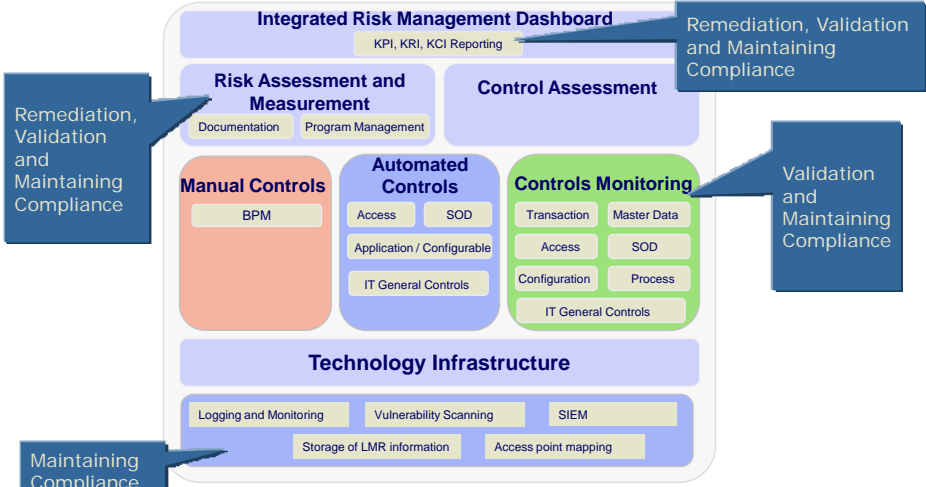 Integrated Risk Management Dashboard
KPI, KRI, KCI Reporting
Remediation, Validation
and Maintaining
Compliance
Remediation,
Validation
and
Maintaining
Compliance
Risk Assessment and
Measurement
Documentation
Program Management
Control Assessment
Manual Controls
BPM
Automated
Controls
Access
SOD
Application / Configurable
IT General Controls
Controls Monitoring
Transaction
Master Data
Access
SOD
Configuration
Process
IT General Controls
Validation
and
Maintaining
Compliance
Technology Infrastructure
Logging and Monitoring
Vulnerability Scanning
SIEM
Storage of LMR information
Access point mapping
Maintaining
Compliance